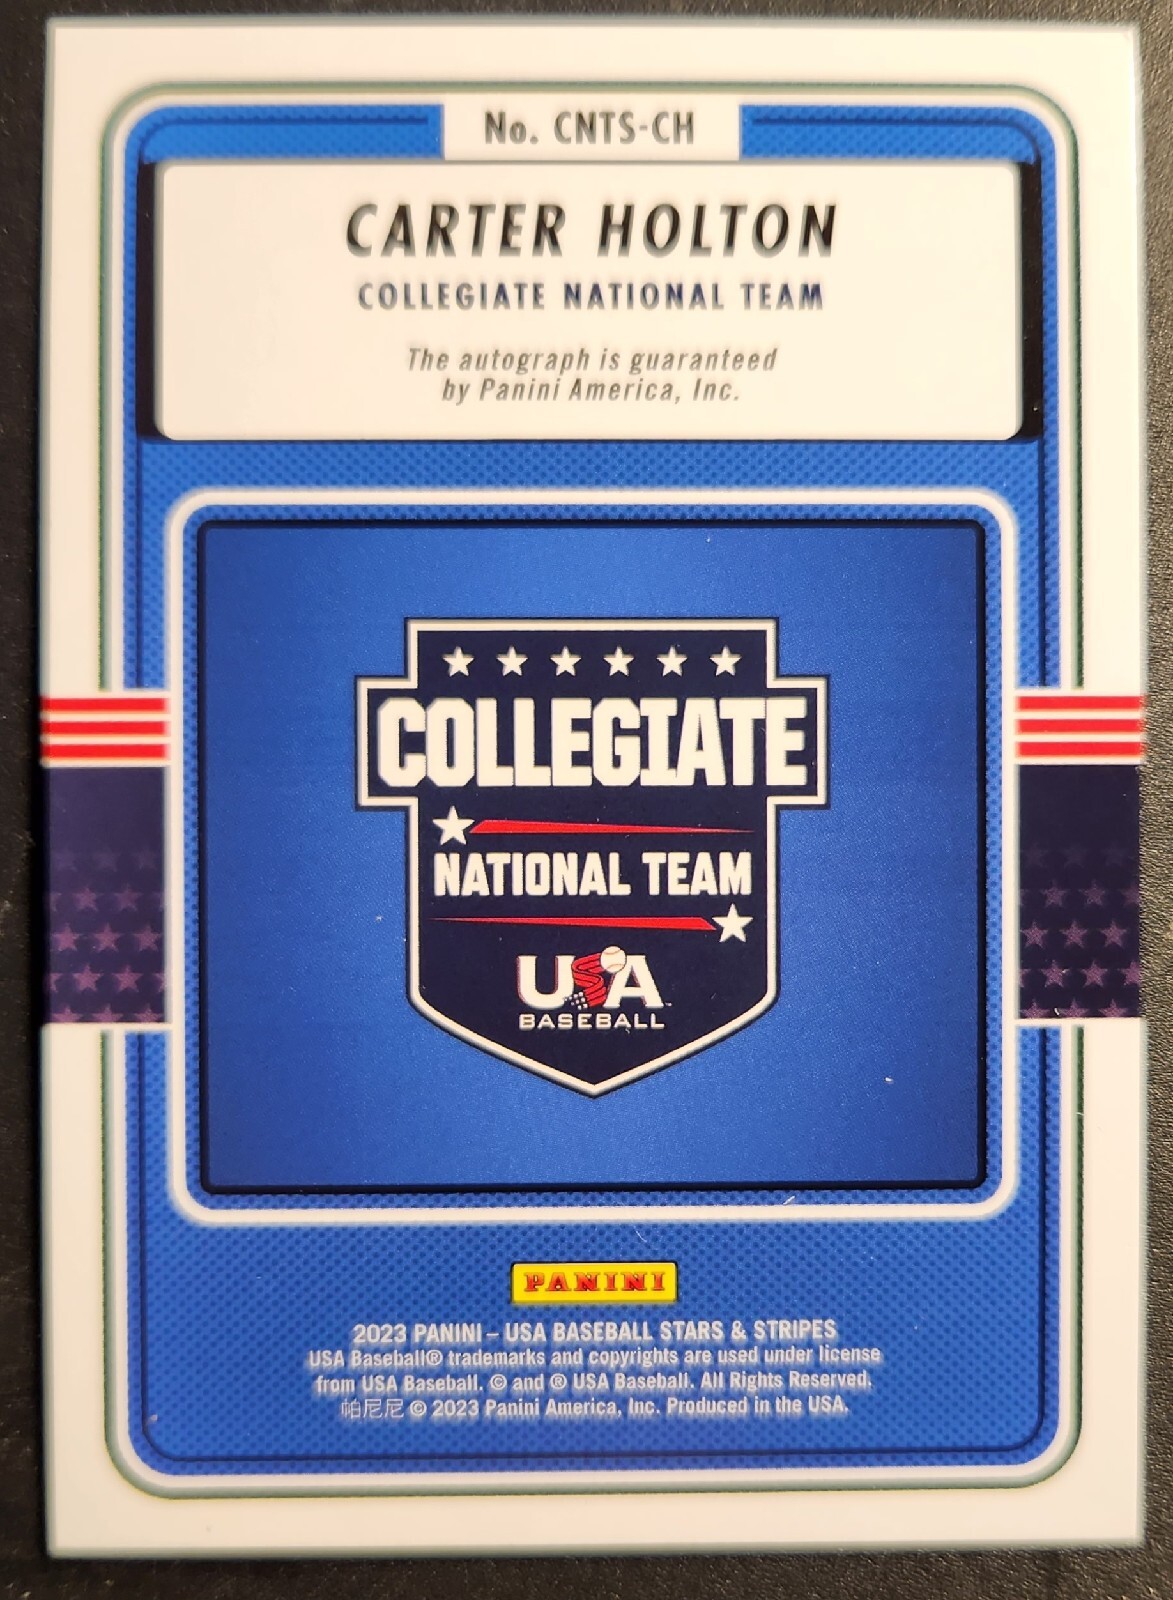 No. CNTS-CH
CARTER HOLTON
COLLEGIATE NATIONAL TEAM
The autograph is guaranteed
by Panini America, Inc.
COLLEGIATE
NATIONAL TEAM
USA
BASEBALL
PANINI
2023 PANINI – USA BASEBALL STARS & STRIPES
USA Baseball® trademarks and copyrights are used under license
from USA Baseball. © and ® USA Baseball. All Rights Reserved.
帕尼尼 © 2023 Panini America, Inc. Produced in the USA.